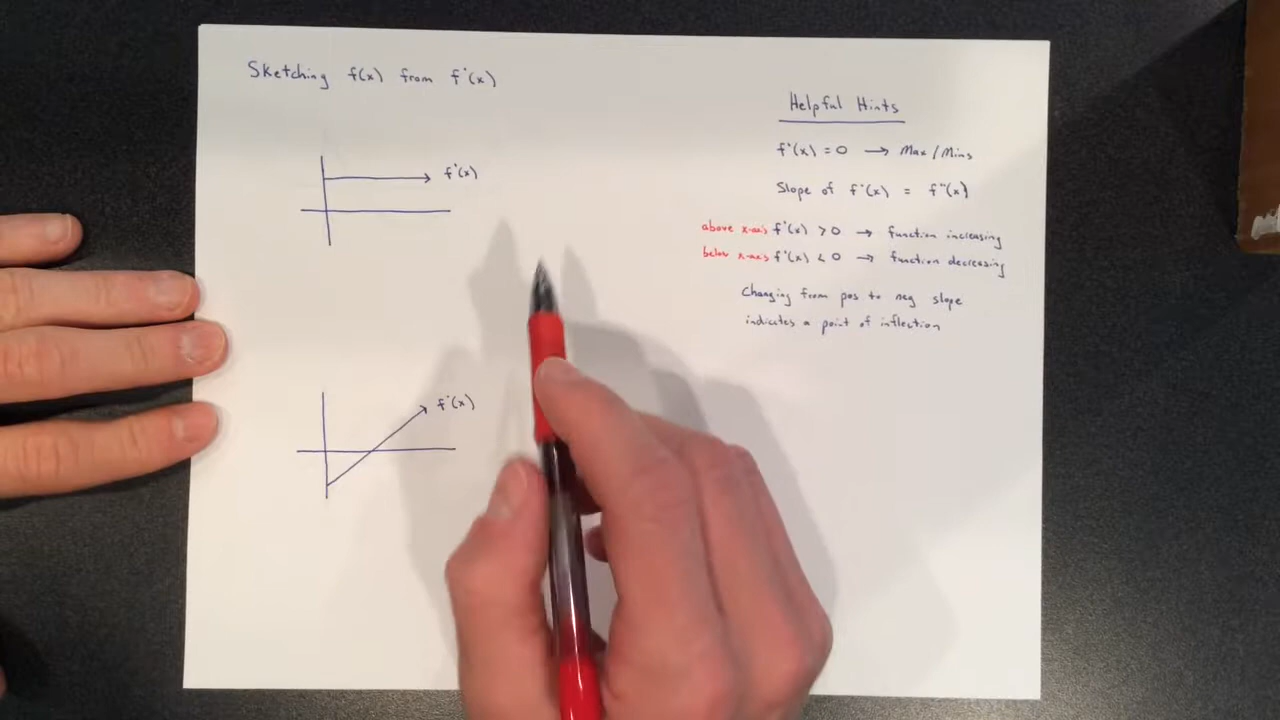 Sketching f(x) from f'(x)
f'(x)
f'(x)
Helpful Hints
f'(x) = 0 → Max/Mins
Slope of f'(x) = f"(x)
above x-axis f'(x) > 0 → function increasing
below x-axis f'(x) < 0 → function decreasing
Changing from pos to neg slope
indicates a point of inflection